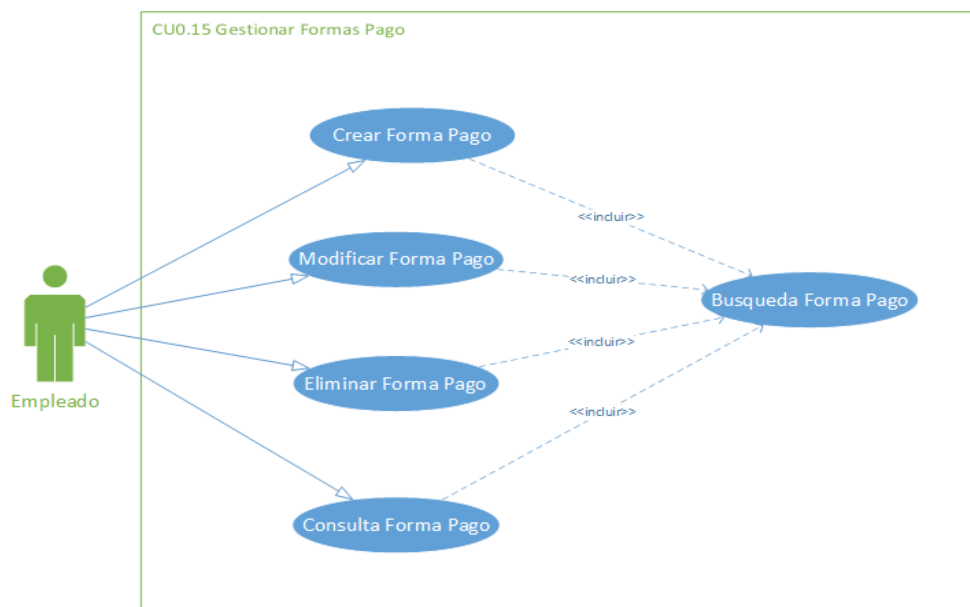 CU0.15 Gestionar Formas Pago
Crear Forma Pago
<<incluir>>
Modificar Forma Pago
<<incluir>>
Busqueda Forma Pago
<<incluir>>
Eliminar Forma Pago
Empleado
<<incluir>>
Consulta Forma Pago